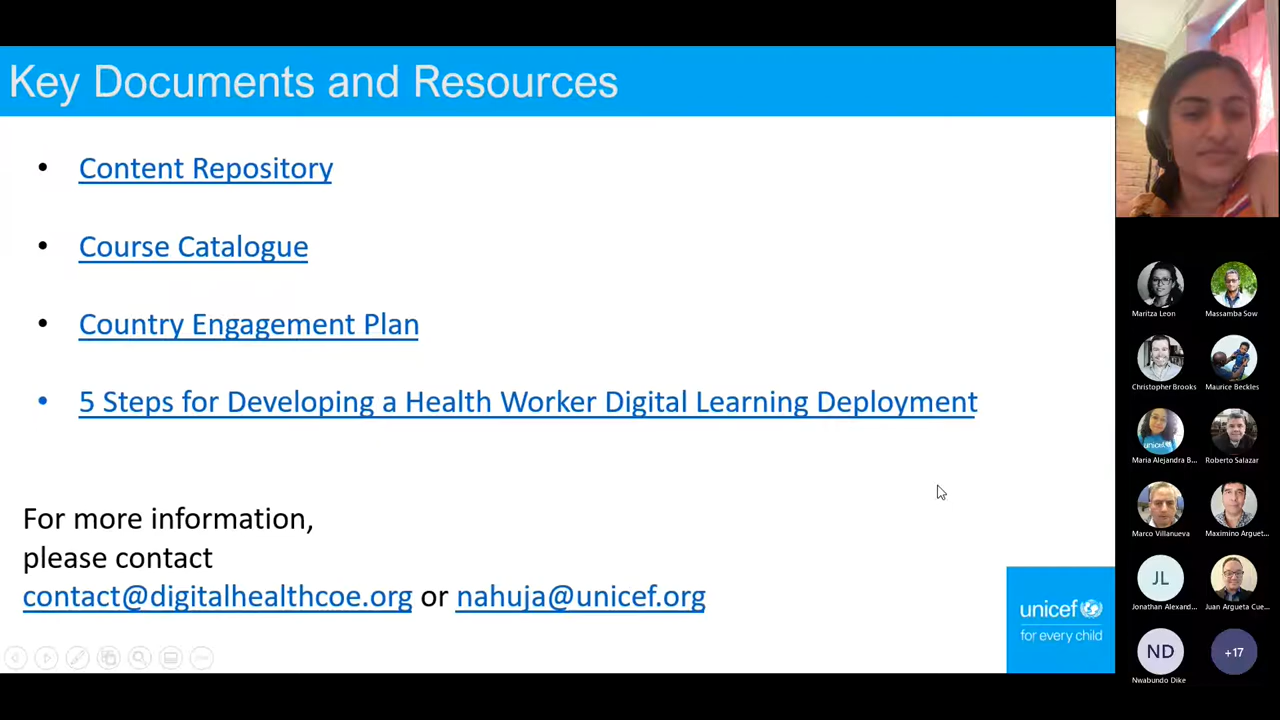 Key Documents and Resources
• Content Repository
• Course Catalogue
• Country Engagement Plan
• 5 Steps for Developing a Health Worker Digital Learning Deployment
For more information,
please contact
contact@digitalhealthcoe.org or nahuja@unicef.org
unicef
for every child
Maritza Leon
Massamba Sow
Christopher Brooks
Maurice Beckles
unicef
Maria Alejandra B...
Roberto Salazar
Marco Villanueva
Maximino Arguet...
JL
Jonathan Alexand...
Juan Argueta Cue...
ND
Nwabundo Dike
+17